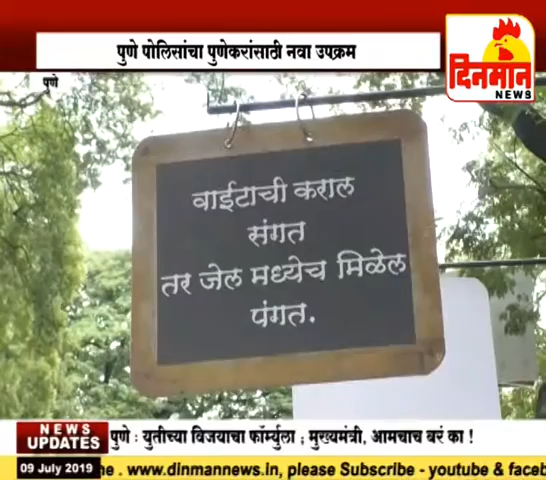 पुणे पोलिसांचा पुणेकरांसाठी नवा उपक्रम
दिनमान
NEWS
पुणे
वाईटाची कराल
संगत
तर जेल मध्येच मिळेल
पंगत.
NEWS
UPDATES
पुणे : युतीच्या विजयाचा फॉर्म्युला ; मुख्यमंत्री, आमचाच बरं का !
09 July 2019
ne . www.dinmannews.in, please Subscribe - youtube & faceb